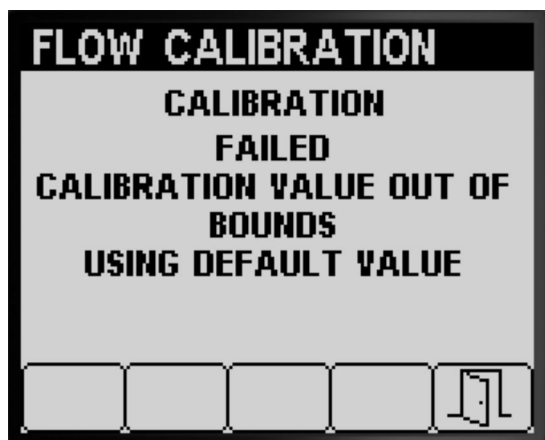 FLOW CALIBRATION
CALIBRATION
FAILED
CALIBRATION VALUE OUT OF
BOUNDS
USING DEFAULT VALUE